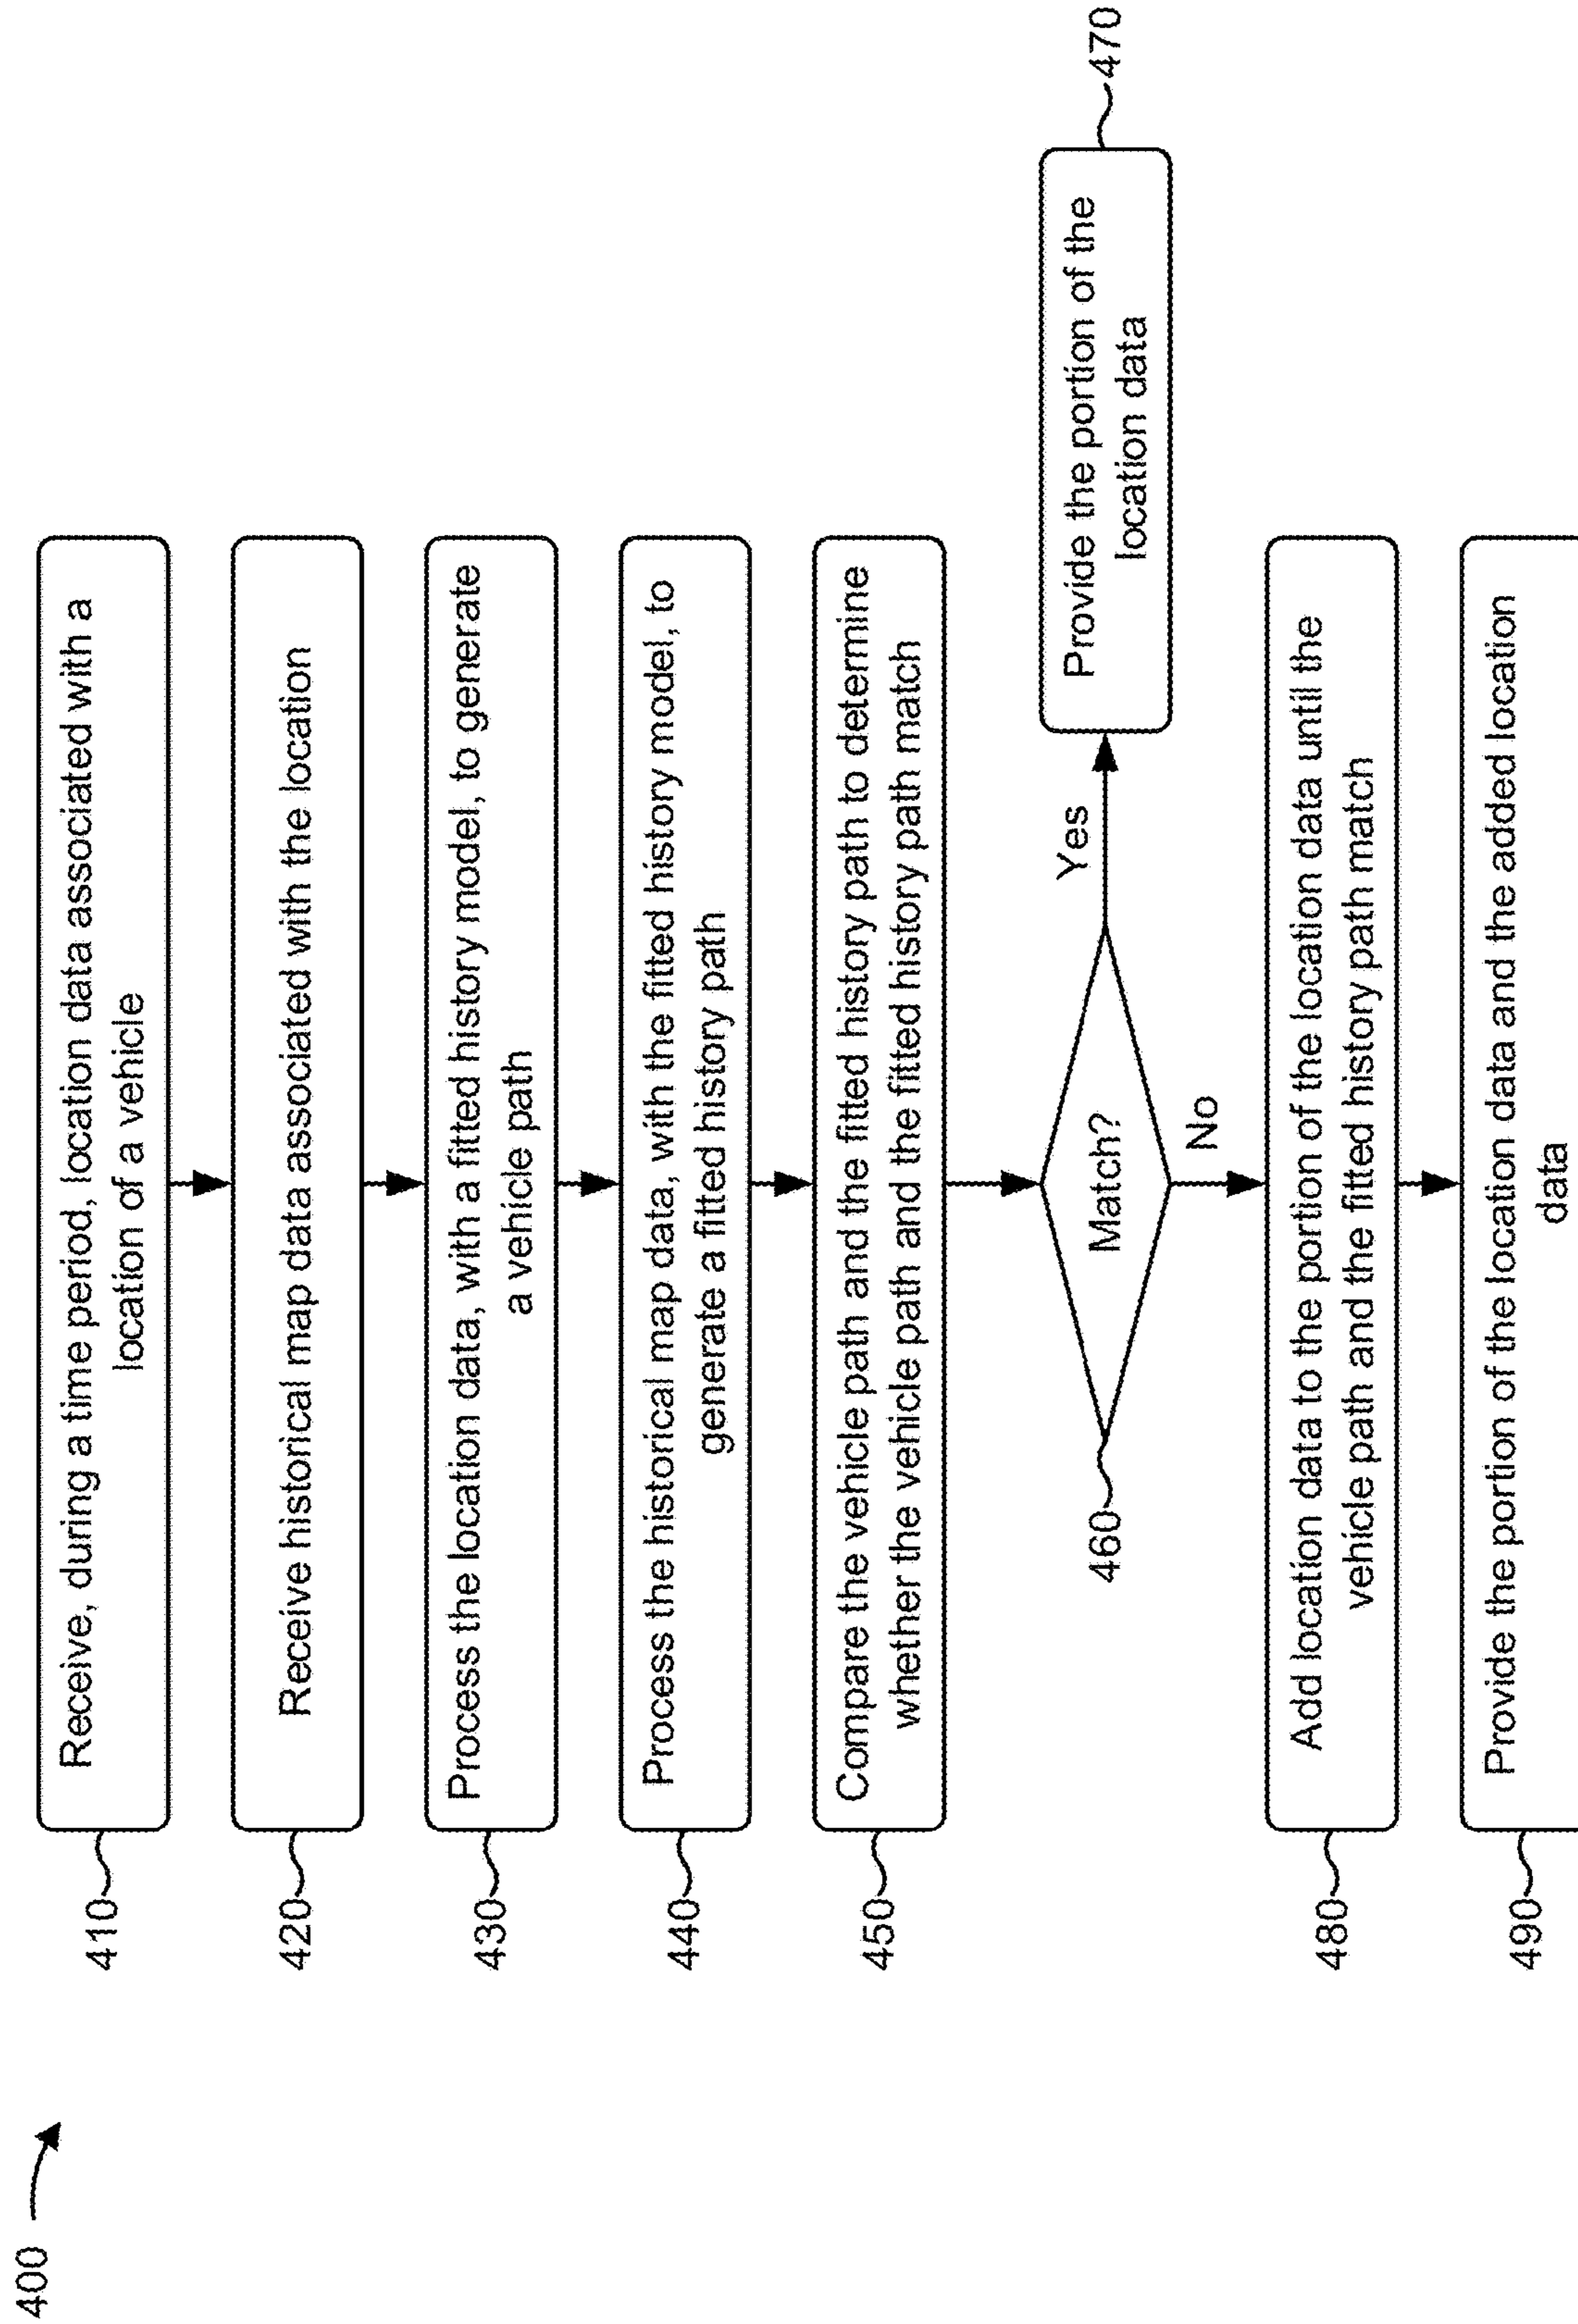 400
410
Receive, during a time period, location data associated with a
location of a vehicle
420
Receive historical map data associated with the location
430
Process the location data, with a fitted history model, to generate
a vehicle path
440
Process the historical map data, with the fitted history model, to
generate a fitted history path
450
Compare the vehicle path and the fitted history path to determine
whether the vehicle path and the fitted history path match
460
Match?
Yes
Provide the portion of the
location data
470
No
480
Add location data to the portion of the location data until the
vehicle path and the fitted history path match
490
Provide the portion of the location data and the added location
data